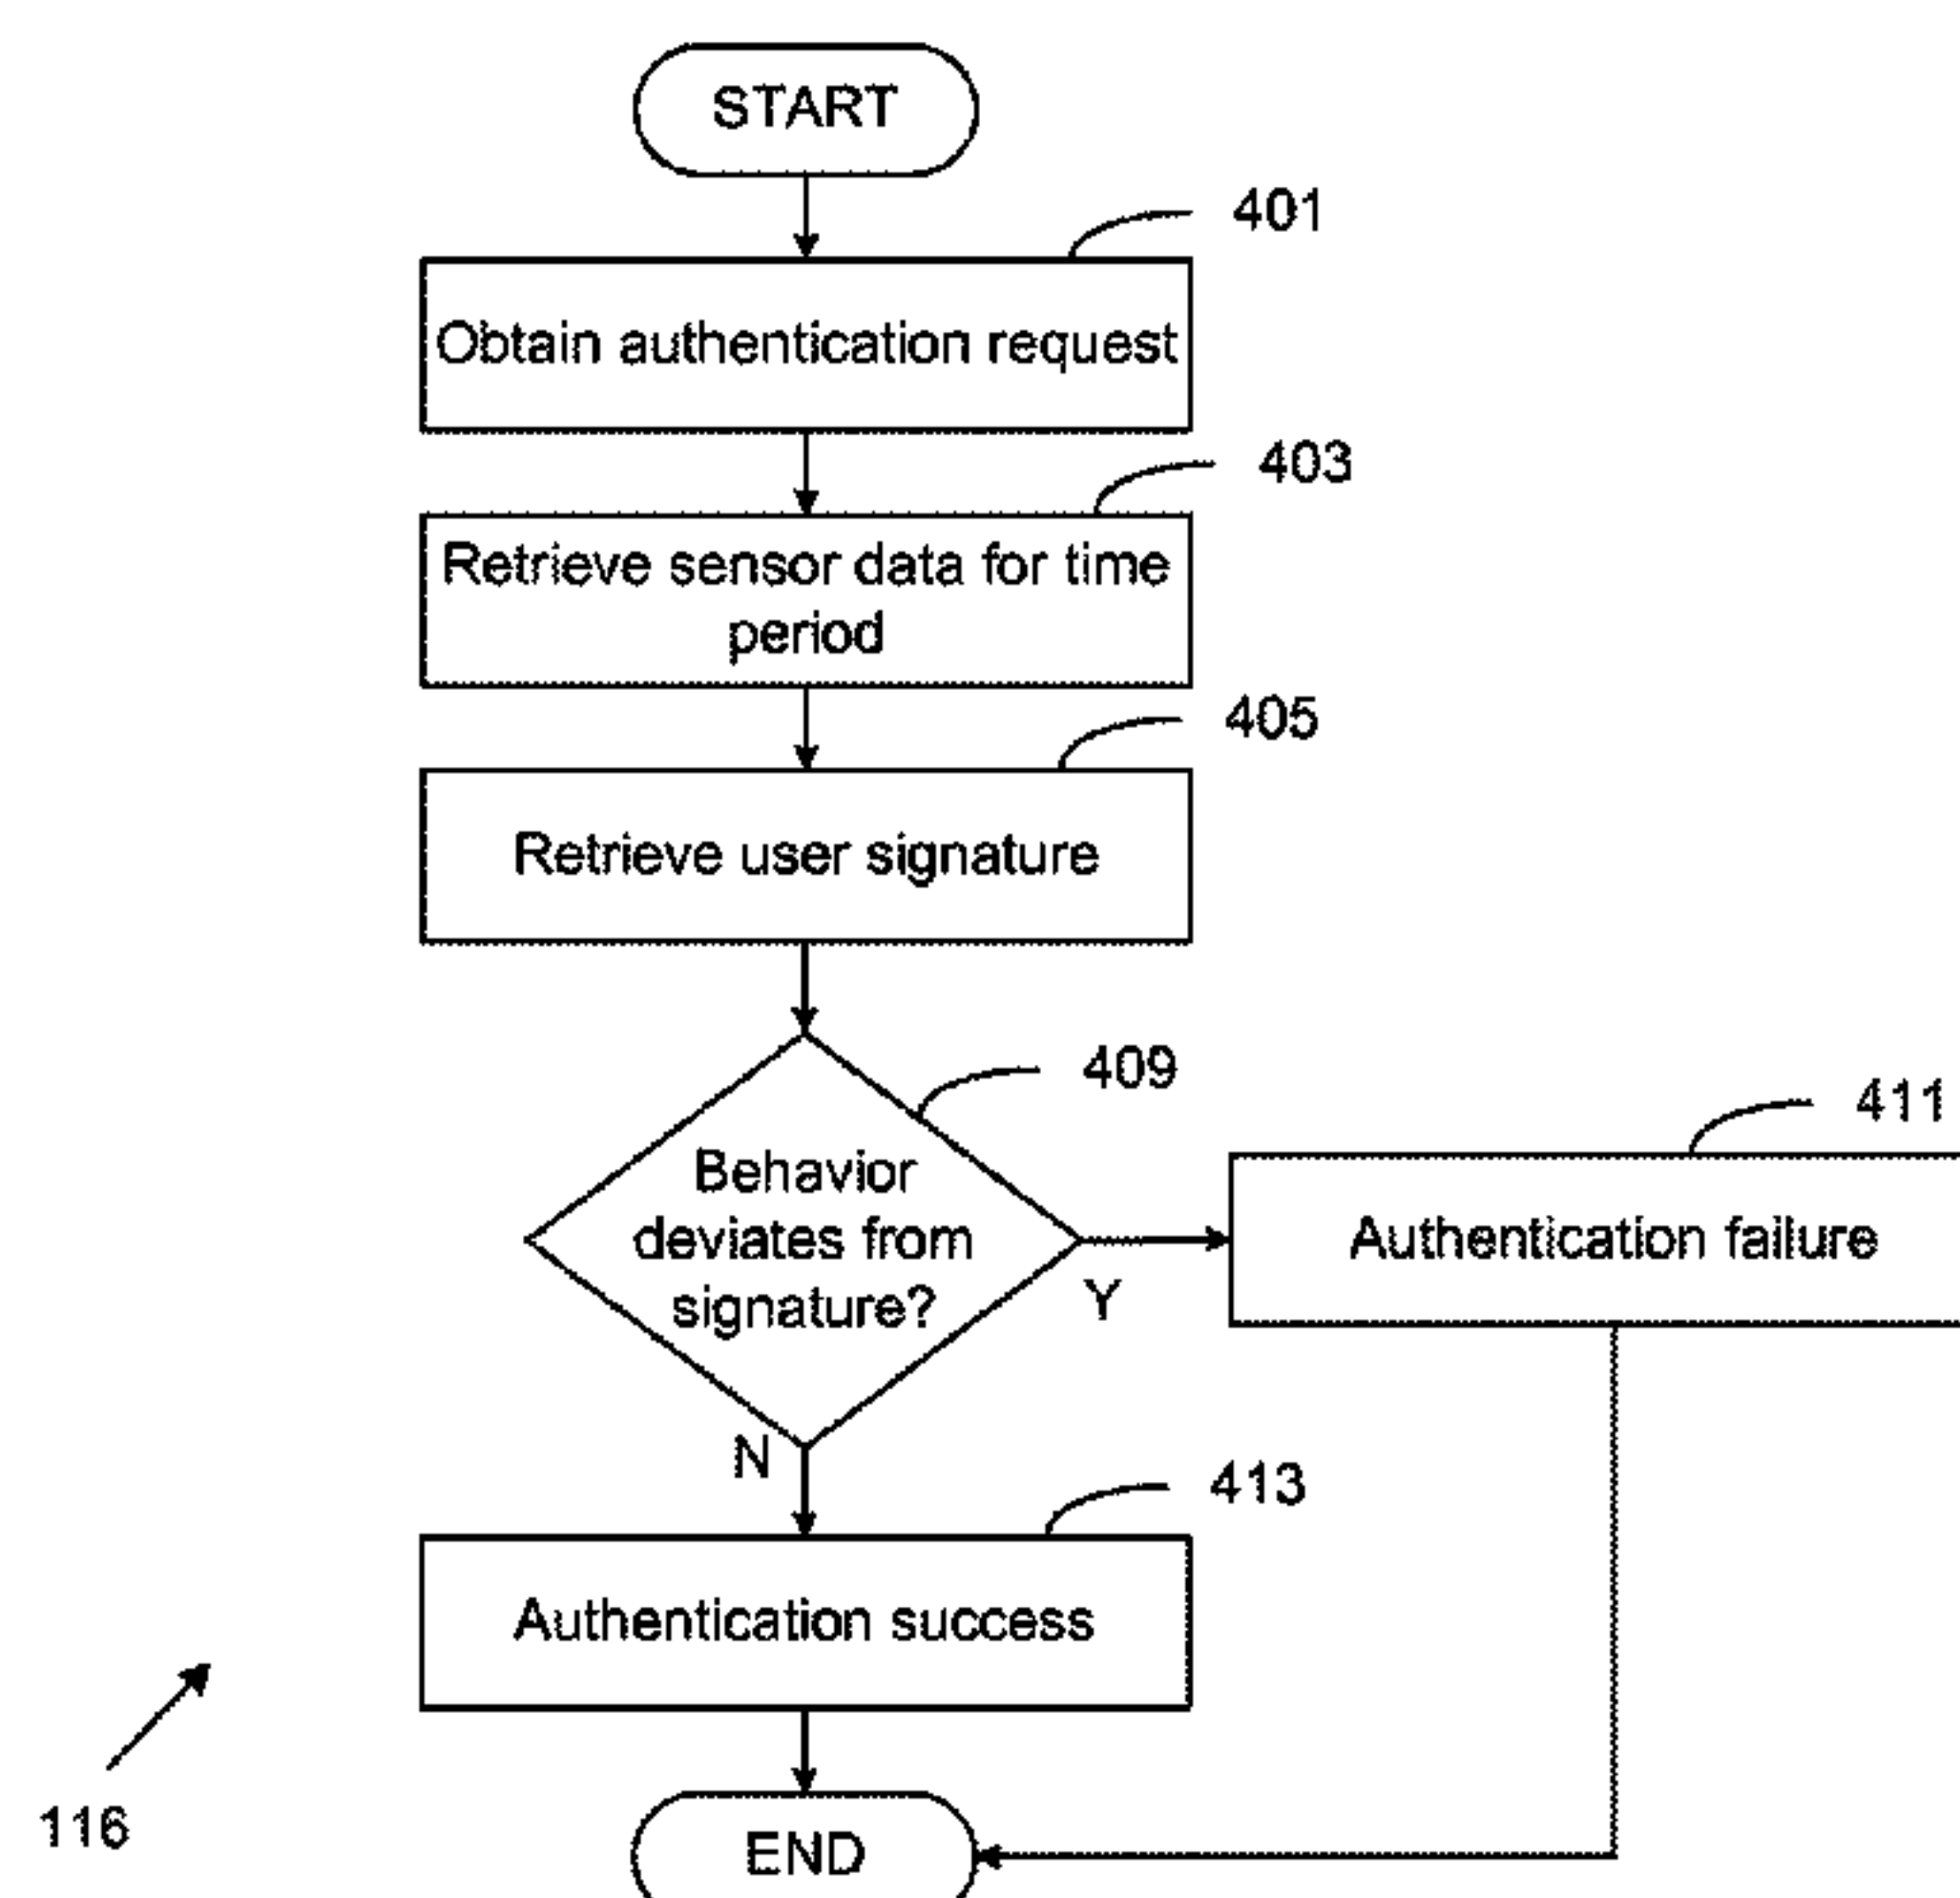 START
401
Obtain authentication request
403
Retrieve sensor data for time
period
405
Retrieve user signature
409
Behavior
deviates from
signature?
Y
411
Authentication failure
N
413
Authentication success
116
END